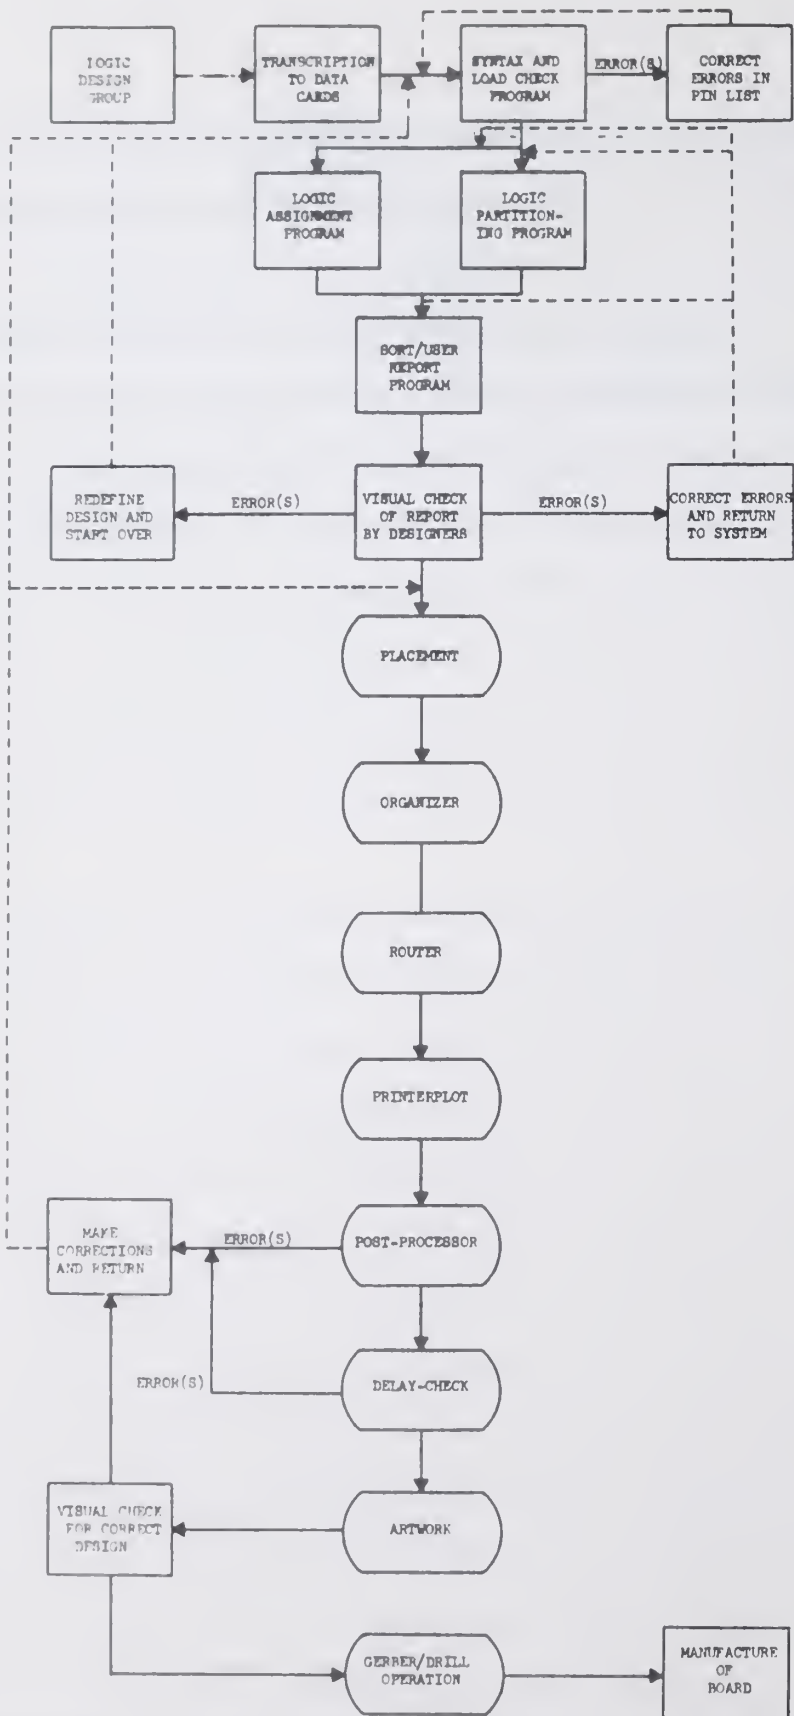 LOGIC
DESIGN
GROUP
TRANSCRIPTION
TO DATA
CARDS
SYNTAX AND
LOAD CHECK
PROGRAM
ERROR(S)
CORRECT
ERRORS IN
PIN LIST
LOGIC
ASSIGNMENT
PROGRAM
LOGIC
PARTITION-
ING PROGRAM
SORT/USER
REPORT
PROGRAM
REDEFINE
DESIGN AND
START OVER
ERROR(S)
VISUAL CHECK
OF REPORT
BY DESIGNERS
ERROR(S)
CORRECT ERRORS
AND RETURN
TO SYSTEM
PLACEMENT
ORGANIZER
ROUTER
PRINTERPLOT
MAKE
CORRECTIONS
AND RETURN
ERROR(S)
POST-PROCESSOR
ERROR(S)
DELAY-CHECK
VISUAL CHECK
FOR CORRECT
DESIGN
ARTWORK
GERBER/DRILL
OPERATION
MANUFACTURE
OF
BOARD